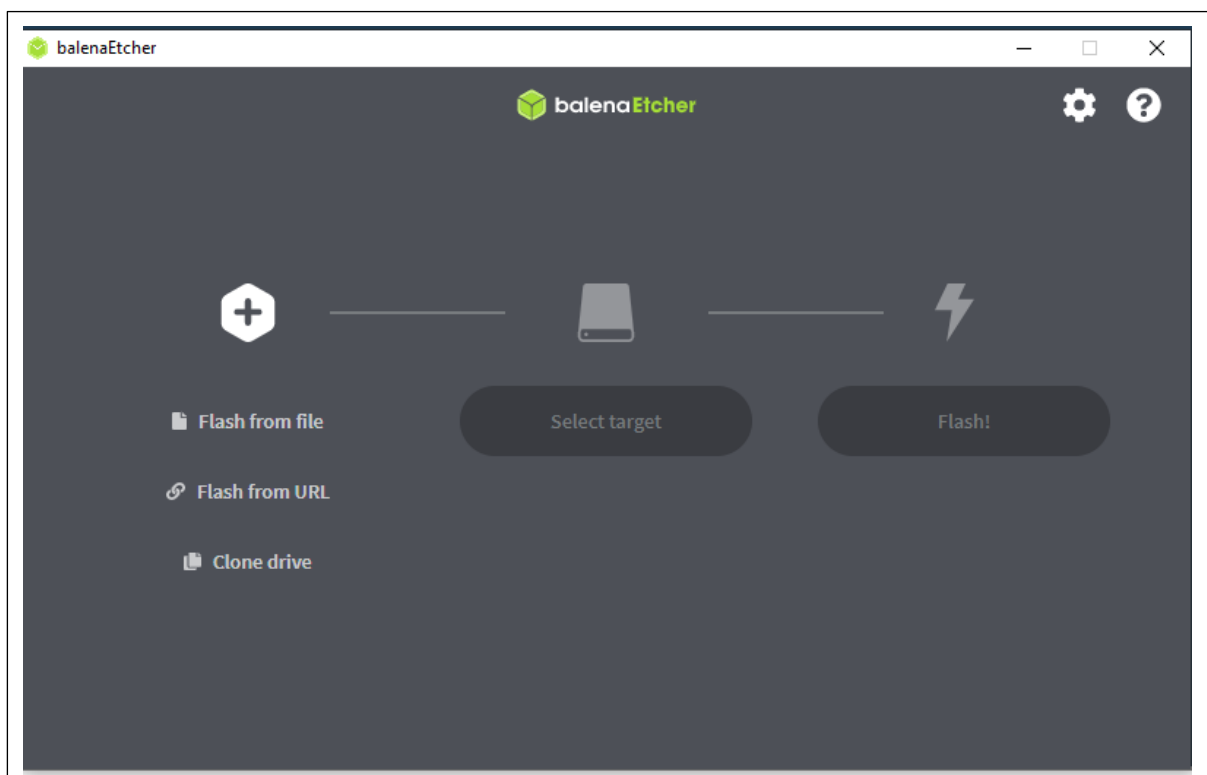 balenaEtcher
balenaEtcher
Flash from file
Select target
Flash!
Flash from URL
Clone drive